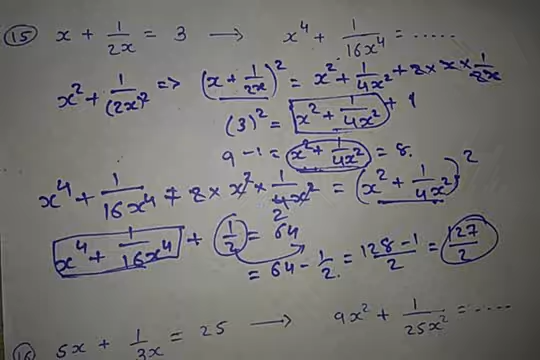 (15) x + 1/2x = 3 → x⁴ + 1/16x⁴ = .....
x² + 1/(2x)² => (x + 1/2x)² = x² + 1/4x² + 2 × x × 1/2x
(3)² = x² + 1/4x² + 1
9 - 1 = x² + 1/4x² = 8.
x⁴ + 1/16x⁴ + 2 × x² × 1/4x² = (x² + 1/4x²)²
2
x⁴ + 1/16x⁴ + 1/2 = 64
= 64 - 1/2 = 128 - 1/2 = 127/2
(16) 5x + 1/3x = 25 → 9x² + 1/25x² = .....